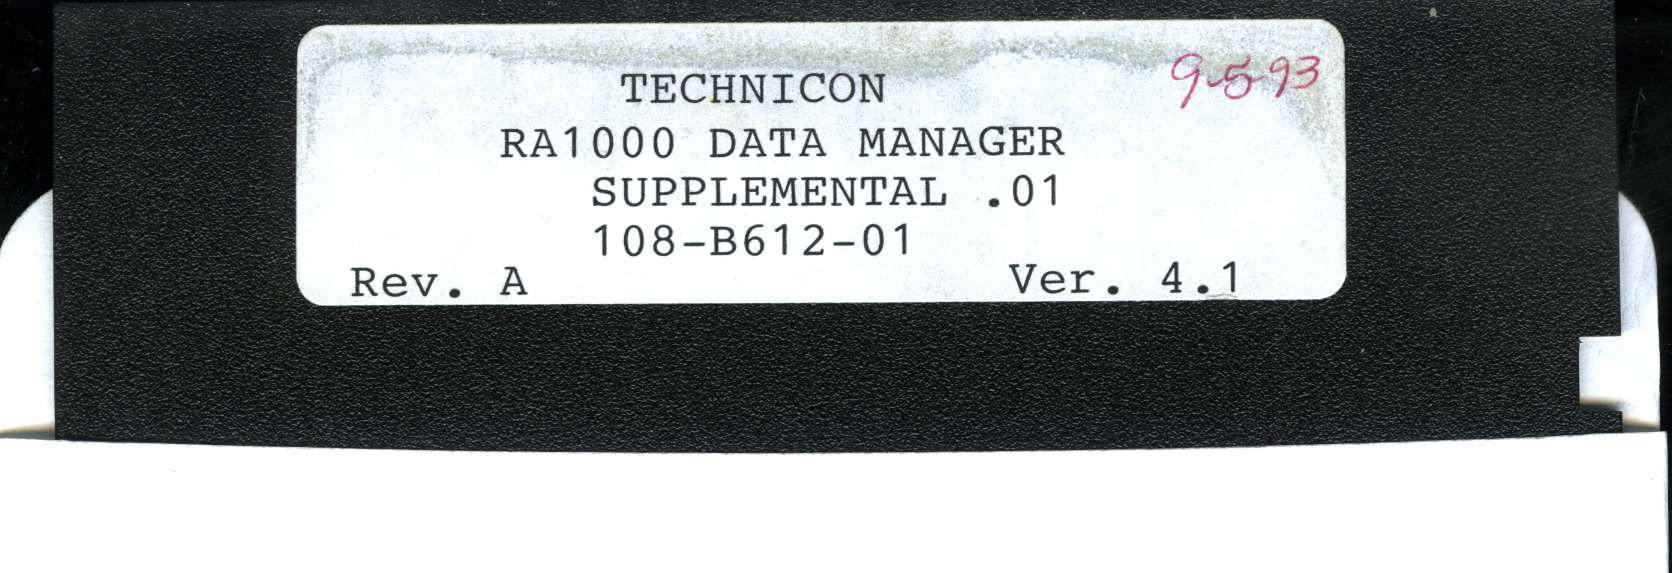 TECHNICON
9-5-93
RA1000 DATA MANAGER
SUPPLEMENTAL .01
108-B612-01
Rev. A Ver. 4.1